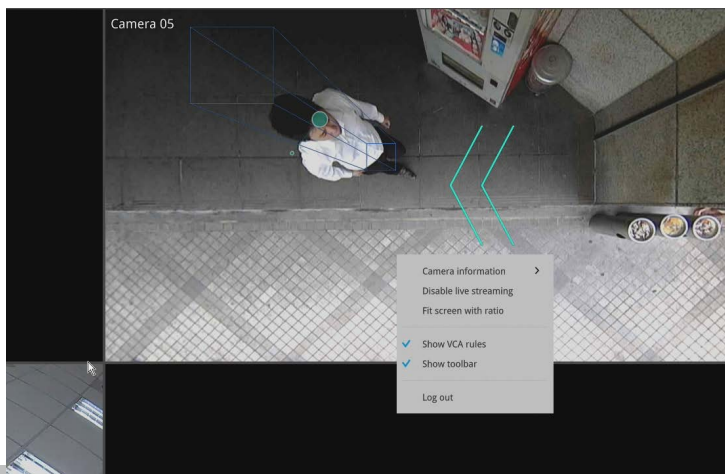 Camera 05
Camera information
Disable live streaming
Fit screen with ratio
Show VCA rules
Show toolbar
Log out